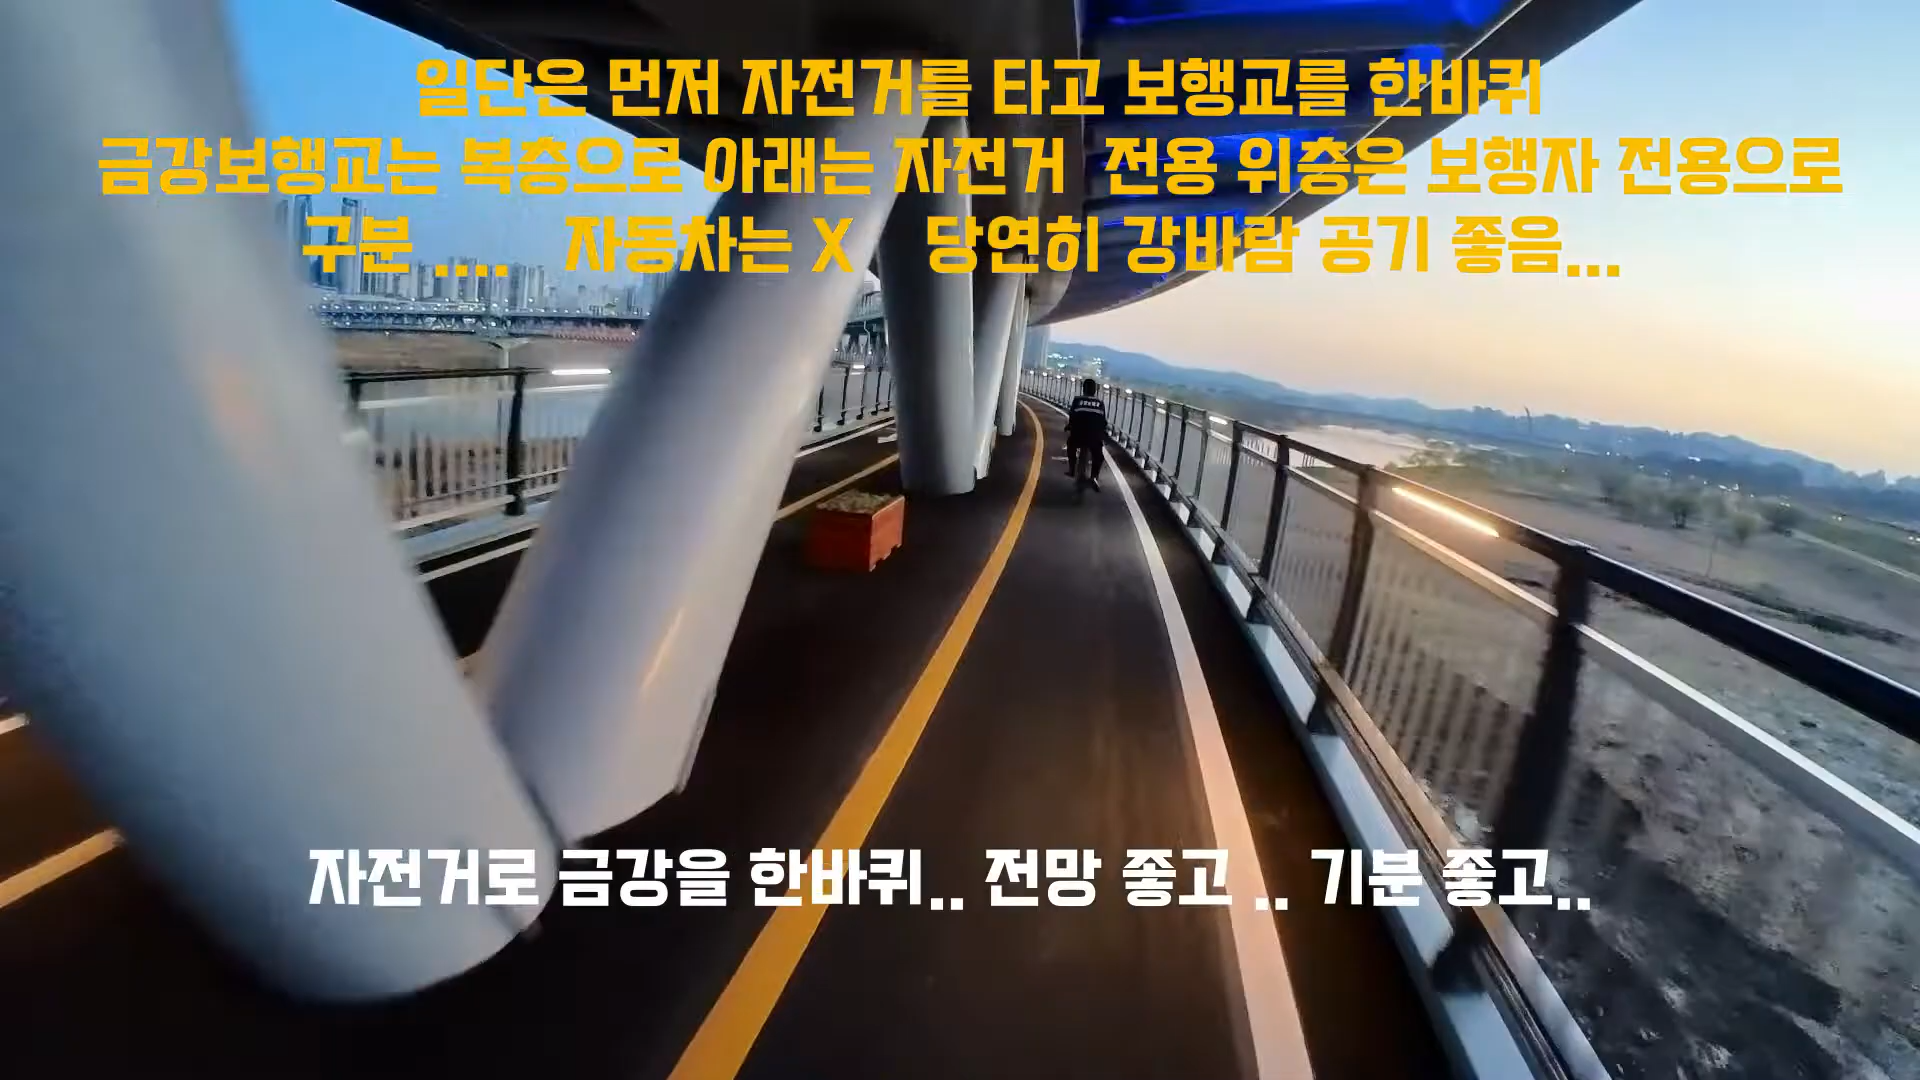 일단은 먼저 자전거를 타고 보행교를 한바퀴
금강보행교는 복층으로 아래는 자전거 전용 위층은 보행자 전용으로
구분 .... 자동차는 X 당연히 강바람 공기 좋음...
자전거로 금강을 한바퀴.. 전망 좋고 .. 기분 좋고..